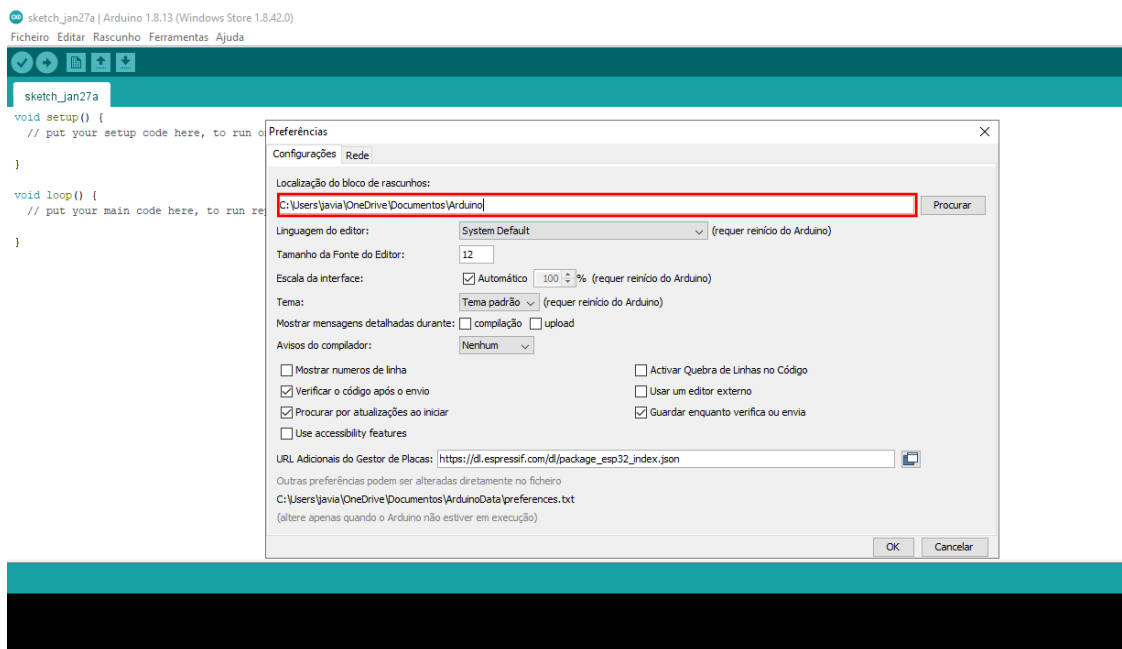 sketch_jan27a | Arduino 1.8.13 (Windows Store 1.8.42.0)
Ficheiro Editar Rascunho Ferramentas Ajuda
sketch_jan27a
void setup() {
// put your setup code here, to run o
}
void loop() {
// put your main code here, to run re
}
Preferências
Configurações Rede
Localização do bloco de rascunhos:
C:\Users\javia\OneDrive\Documentos\Arduino Procurar
Linguagem do editor: System Default (requer reinício do Arduino)
Tamanho da Fonte do Editor: 12
Escala da interface: Automático 100 % (requer reinício do Arduino)
Tema: Tema padrão (requer reinício do Arduino)
Mostrar mensagens detalhadas durante: compilação upload
Avisos do compilador: Nenhum
Mostrar numeros de linha Activar Quebra de Linhas no Código
Verificar o código após o envio Usar um editor externo
Procurar por atualizações ao iniciar Guardar enquanto verifica ou envia
Use accessibility features
URL Adicionais do Gestor de Placas: https://dl.espressif.com/dl/package_esp32_index.json
Outras preferências podem ser alteradas diretamente no ficheiro
C:\Users\javia\OneDrive\Documentos\ArduinoData\preferences.txt
(altere apenas quando o Arduino não estiver em execução)
OK Cancelar